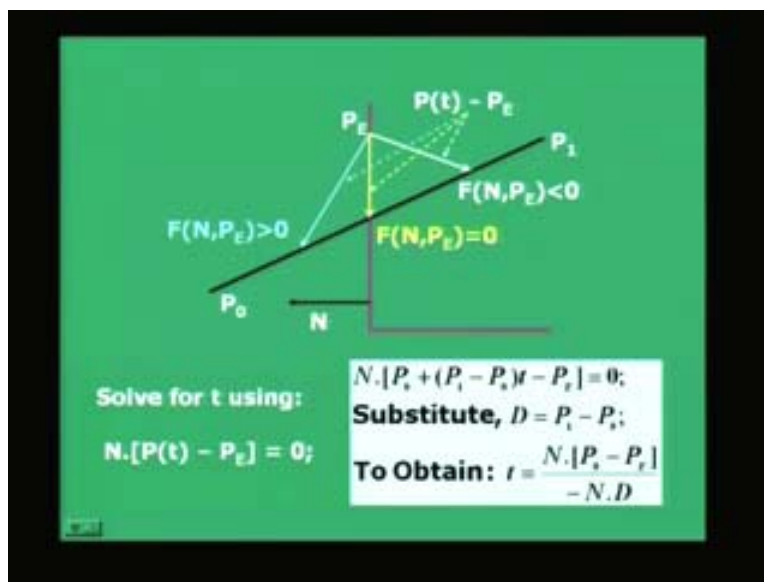 P(t) - P_E
P_E
P_1
F(N,P_E)<0
F(N,P_E)>0
F(N,P_E)=0
P_0
N
Solve for t using:
N.[P(t) – P_E] = 0;
N.[P_0 + (P_1 – P_0)t – P_E] = 0;
Substitute, D = P_1 – P_0;
To Obtain: t = N.[P_0 – P_E]
– N.D